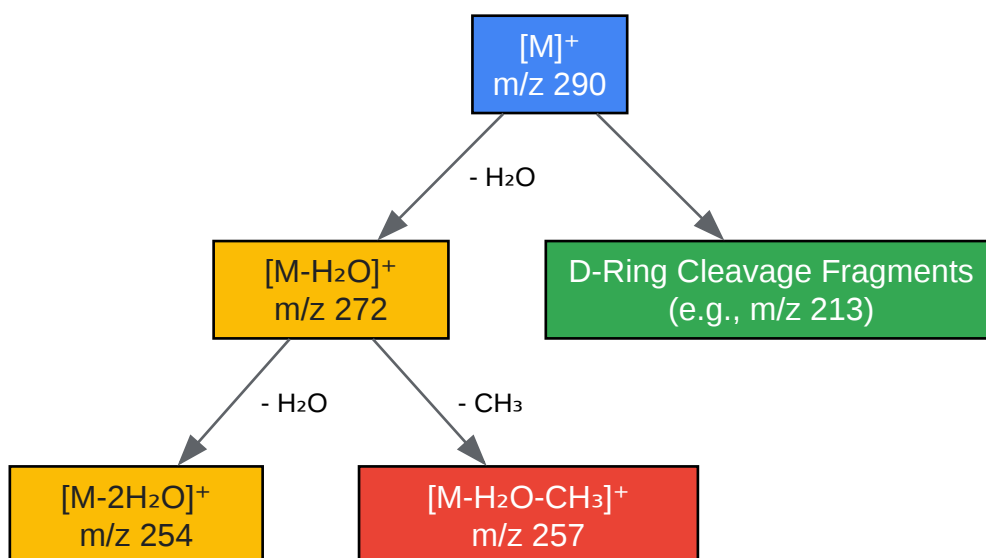 [M]⁺
m/z 290
- H₂O
[M-H₂O]⁺
m/z 272
D-Ring Cleavage Fragments
(e.g., m/z 213)
- H₂O
- CH₃
[M-2H₂O]⁺
m/z 254
[M-H₂O-CH₃]⁺
m/z 257